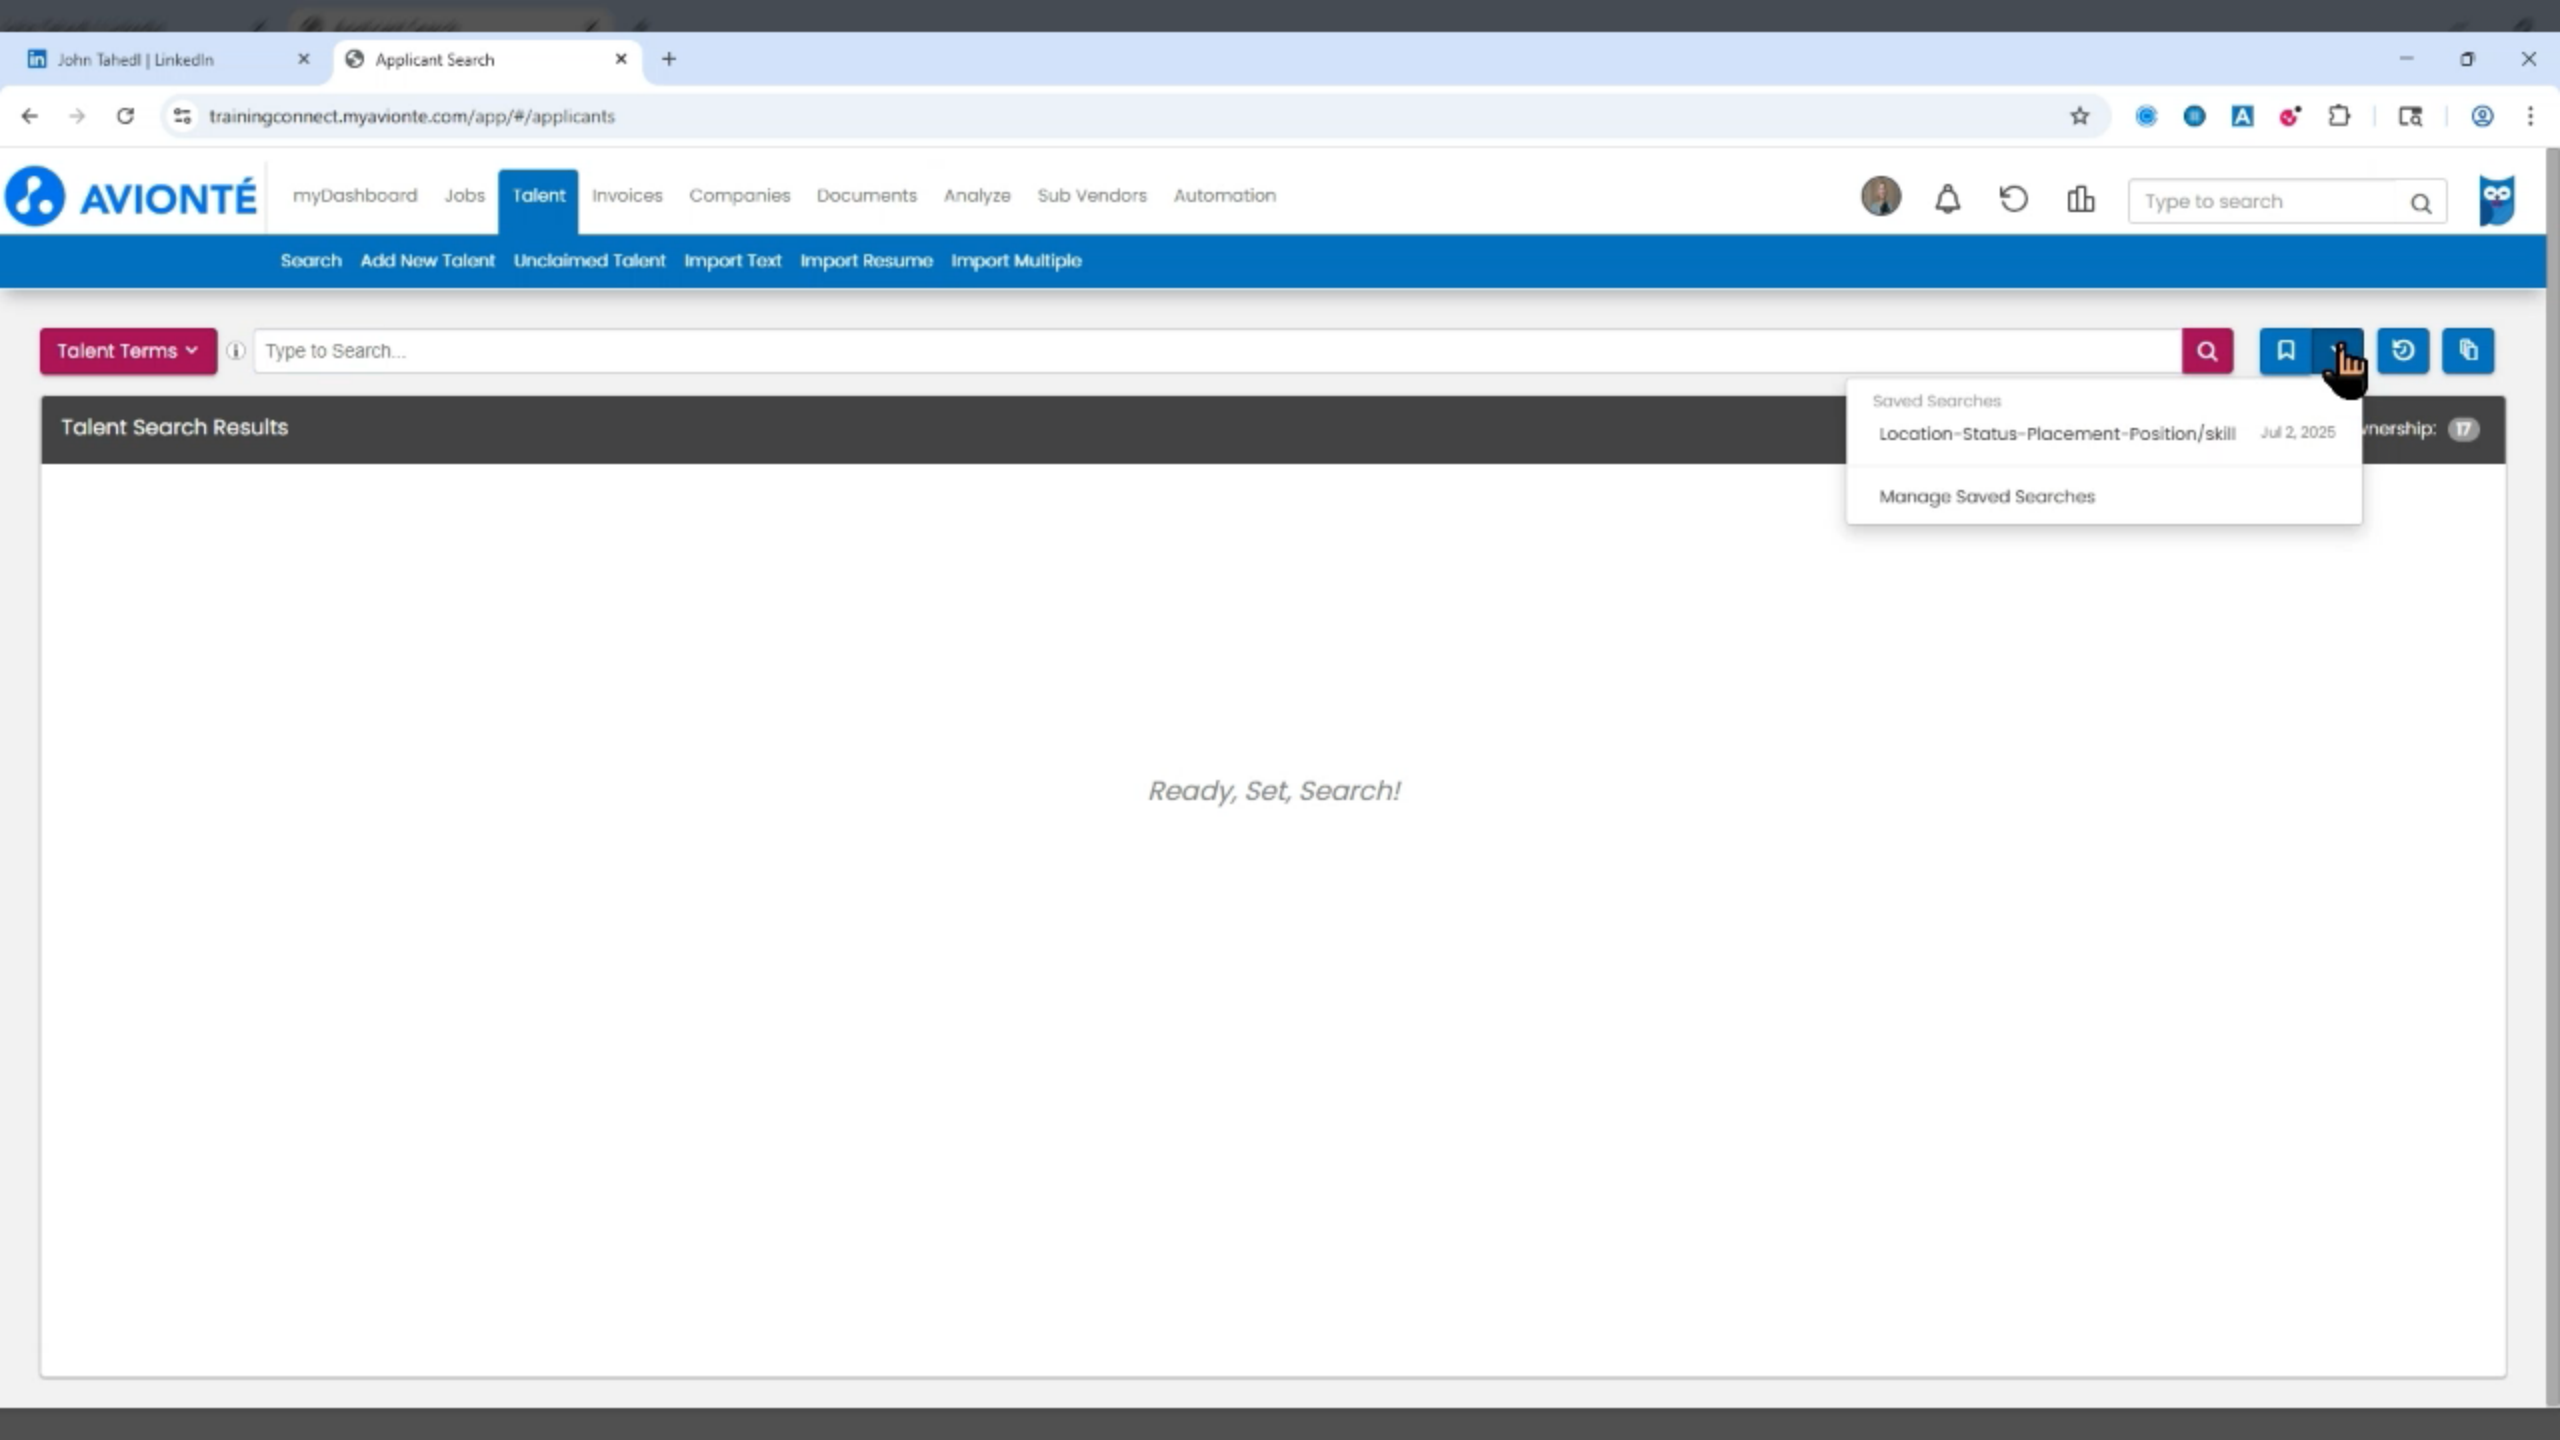 John Tahedl | LinkedIn
Applicant Search
trainingconnect.myavionte.com/app/#/applicants
AVIONTÉ
myDashboard Jobs Talent Invoices Companies Documents Analyze Sub Vendors Automation
Type to search
Search Add New Talent Unclaimed Talent Import Text Import Resume Import Multiple
Talent Terms
Type to Search...
Saved Searches
Talent Search Results
Location-Status-Placement-Position/skill Jul 2, 2025
nership: 17
Manage Saved Searches
Ready, Set, Search!